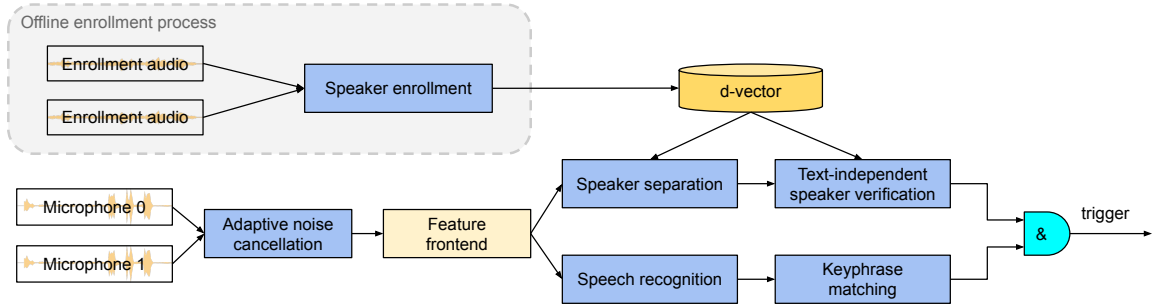 Offline enrollment process
Enrollment audio
Enrollment audio
Speaker enrollment
d-vector
Microphone 0
Microphone 1
Adaptive noise
cancellation
Feature
frontend
Speaker separation
Text-independent
speaker verification
Speech recognition
Keyphrase
matching
&
trigger